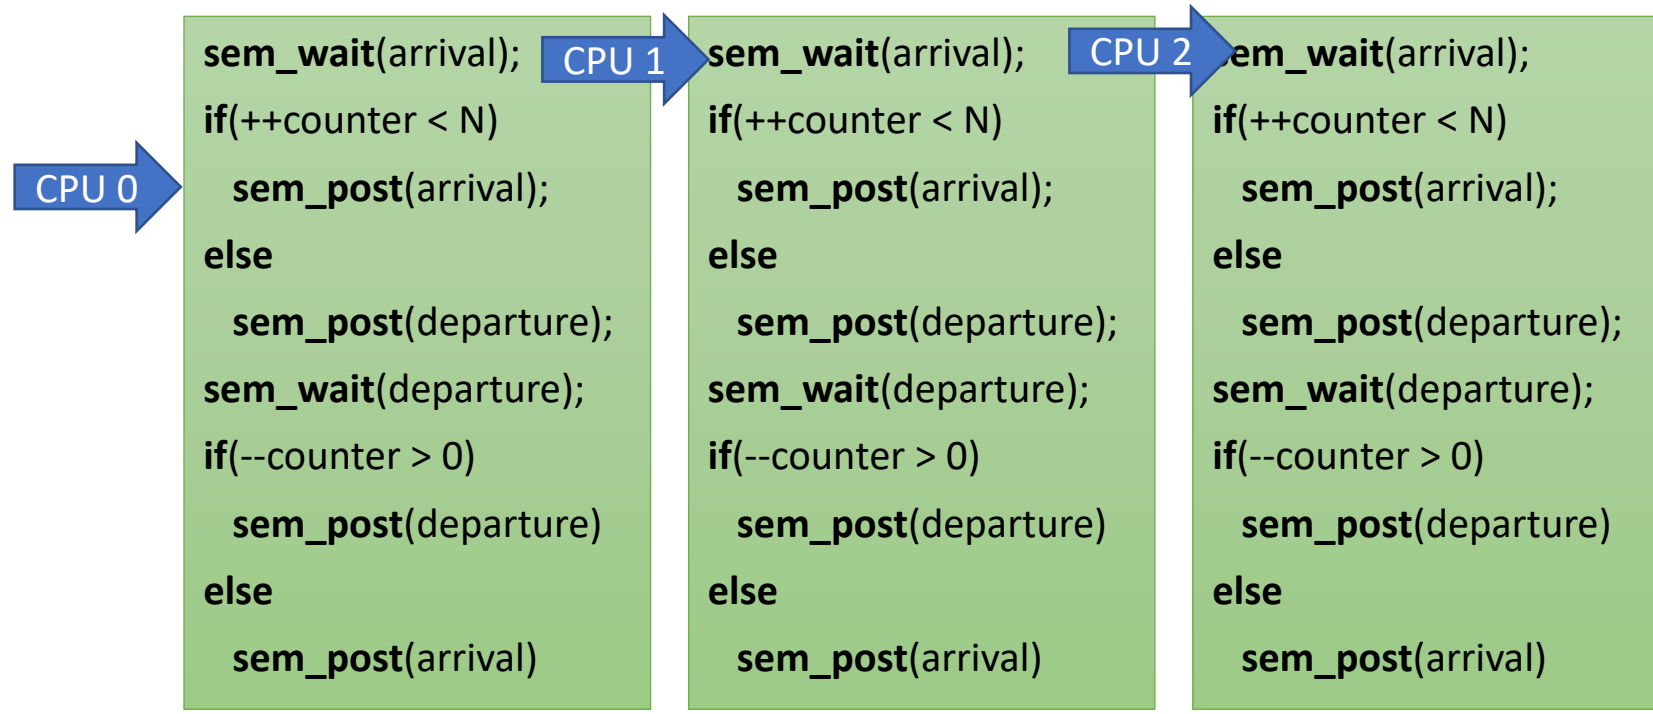 CPU 0
sem_wait(arrival);
if(++counter < N)
sem_post(arrival);
else
sem_post(departure);
sem_wait(departure);
if(--counter > 0)
sem_post(departure)
else
sem_post(arrival)
CPU 1
sem_wait(arrival);
if(++counter < N)
sem_post(arrival);
else
sem_post(departure);
sem_wait(departure);
if(--counter > 0)
sem_post(departure)
else
sem_post(arrival)
CPU 2
sem_wait(arrival);
if(++counter < N)
sem_post(arrival);
else
sem_post(departure);
sem_wait(departure);
if(--counter > 0)
sem_post(departure)
else
sem_post(arrival)